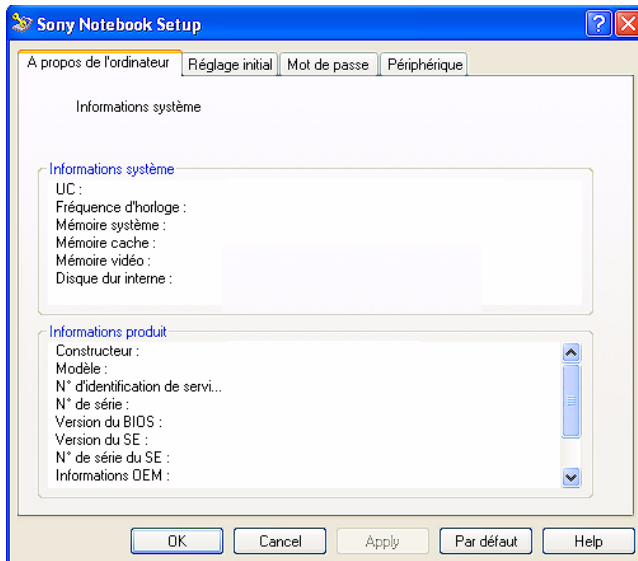 Sony Notebook Setup
A propos de l'ordinateur Réglage initial Mot de passe Périphérique
Informations système
Informations système
UC :
Fréquence d'horloge :
Mémoire système :
Mémoire cache :
Mémoire vidéo :
Disque dur interne :
Informations produit
Constructeur :
Modèle :
N° d'identification de servi...
N° de série :
Version du BIOS :
Version du SE :
N° de série du SE :
Informations OEM :
OK Cancel Apply Par défaut Help